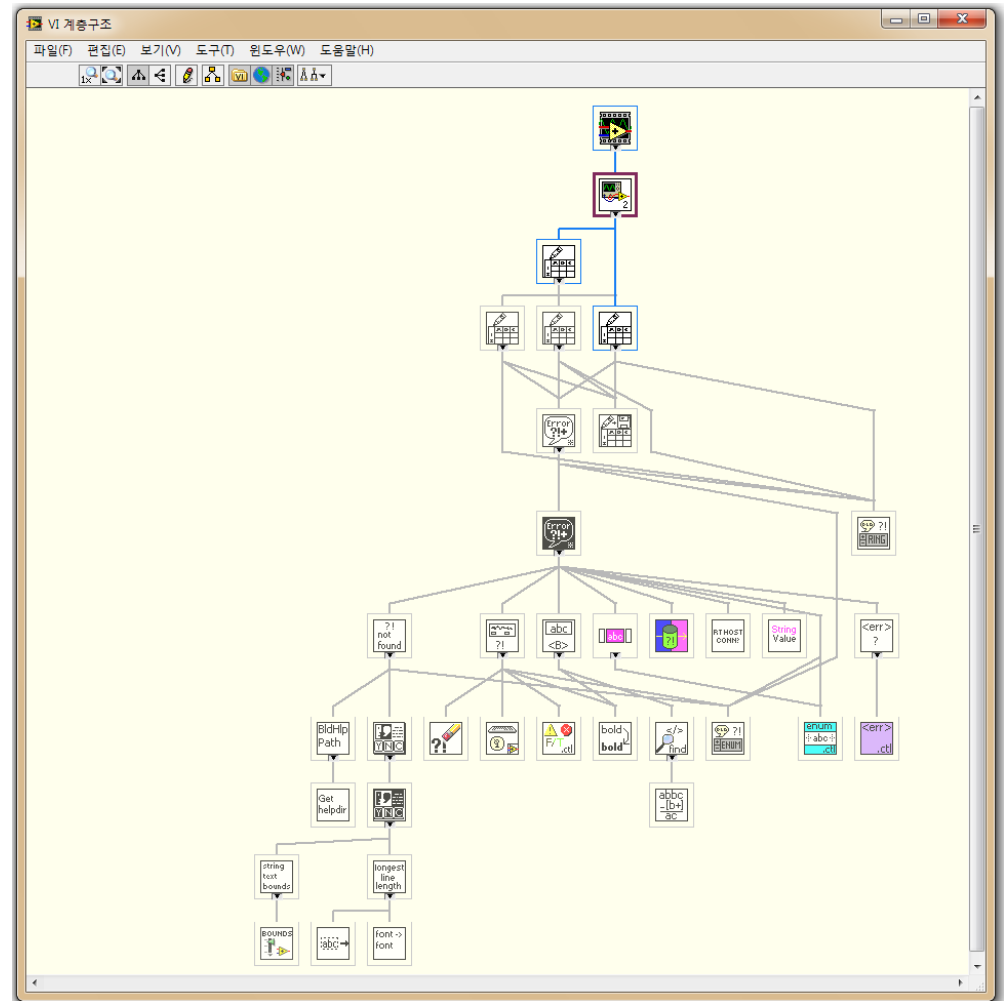 VI 계층구조
파일(F) 편집(E) 보기(V) 도구(T) 윈도우(W) 도움말(H)
1x VI
2
Error ?!+
Error ?!+
?! RING
?! not found
?!
abc <B>
abc
?!
RT HOST CONN?
String Value
<err> ?
BldHlp Path
YNC
?!
F/T .ctl
bold bold
</> find
?! ENUM
enum abc .ctl
<err> .ctl
Get helpdir
YNC
abbc -[b+] ac
string text bounds
longest line length
BOUNDS
abc
font -> font